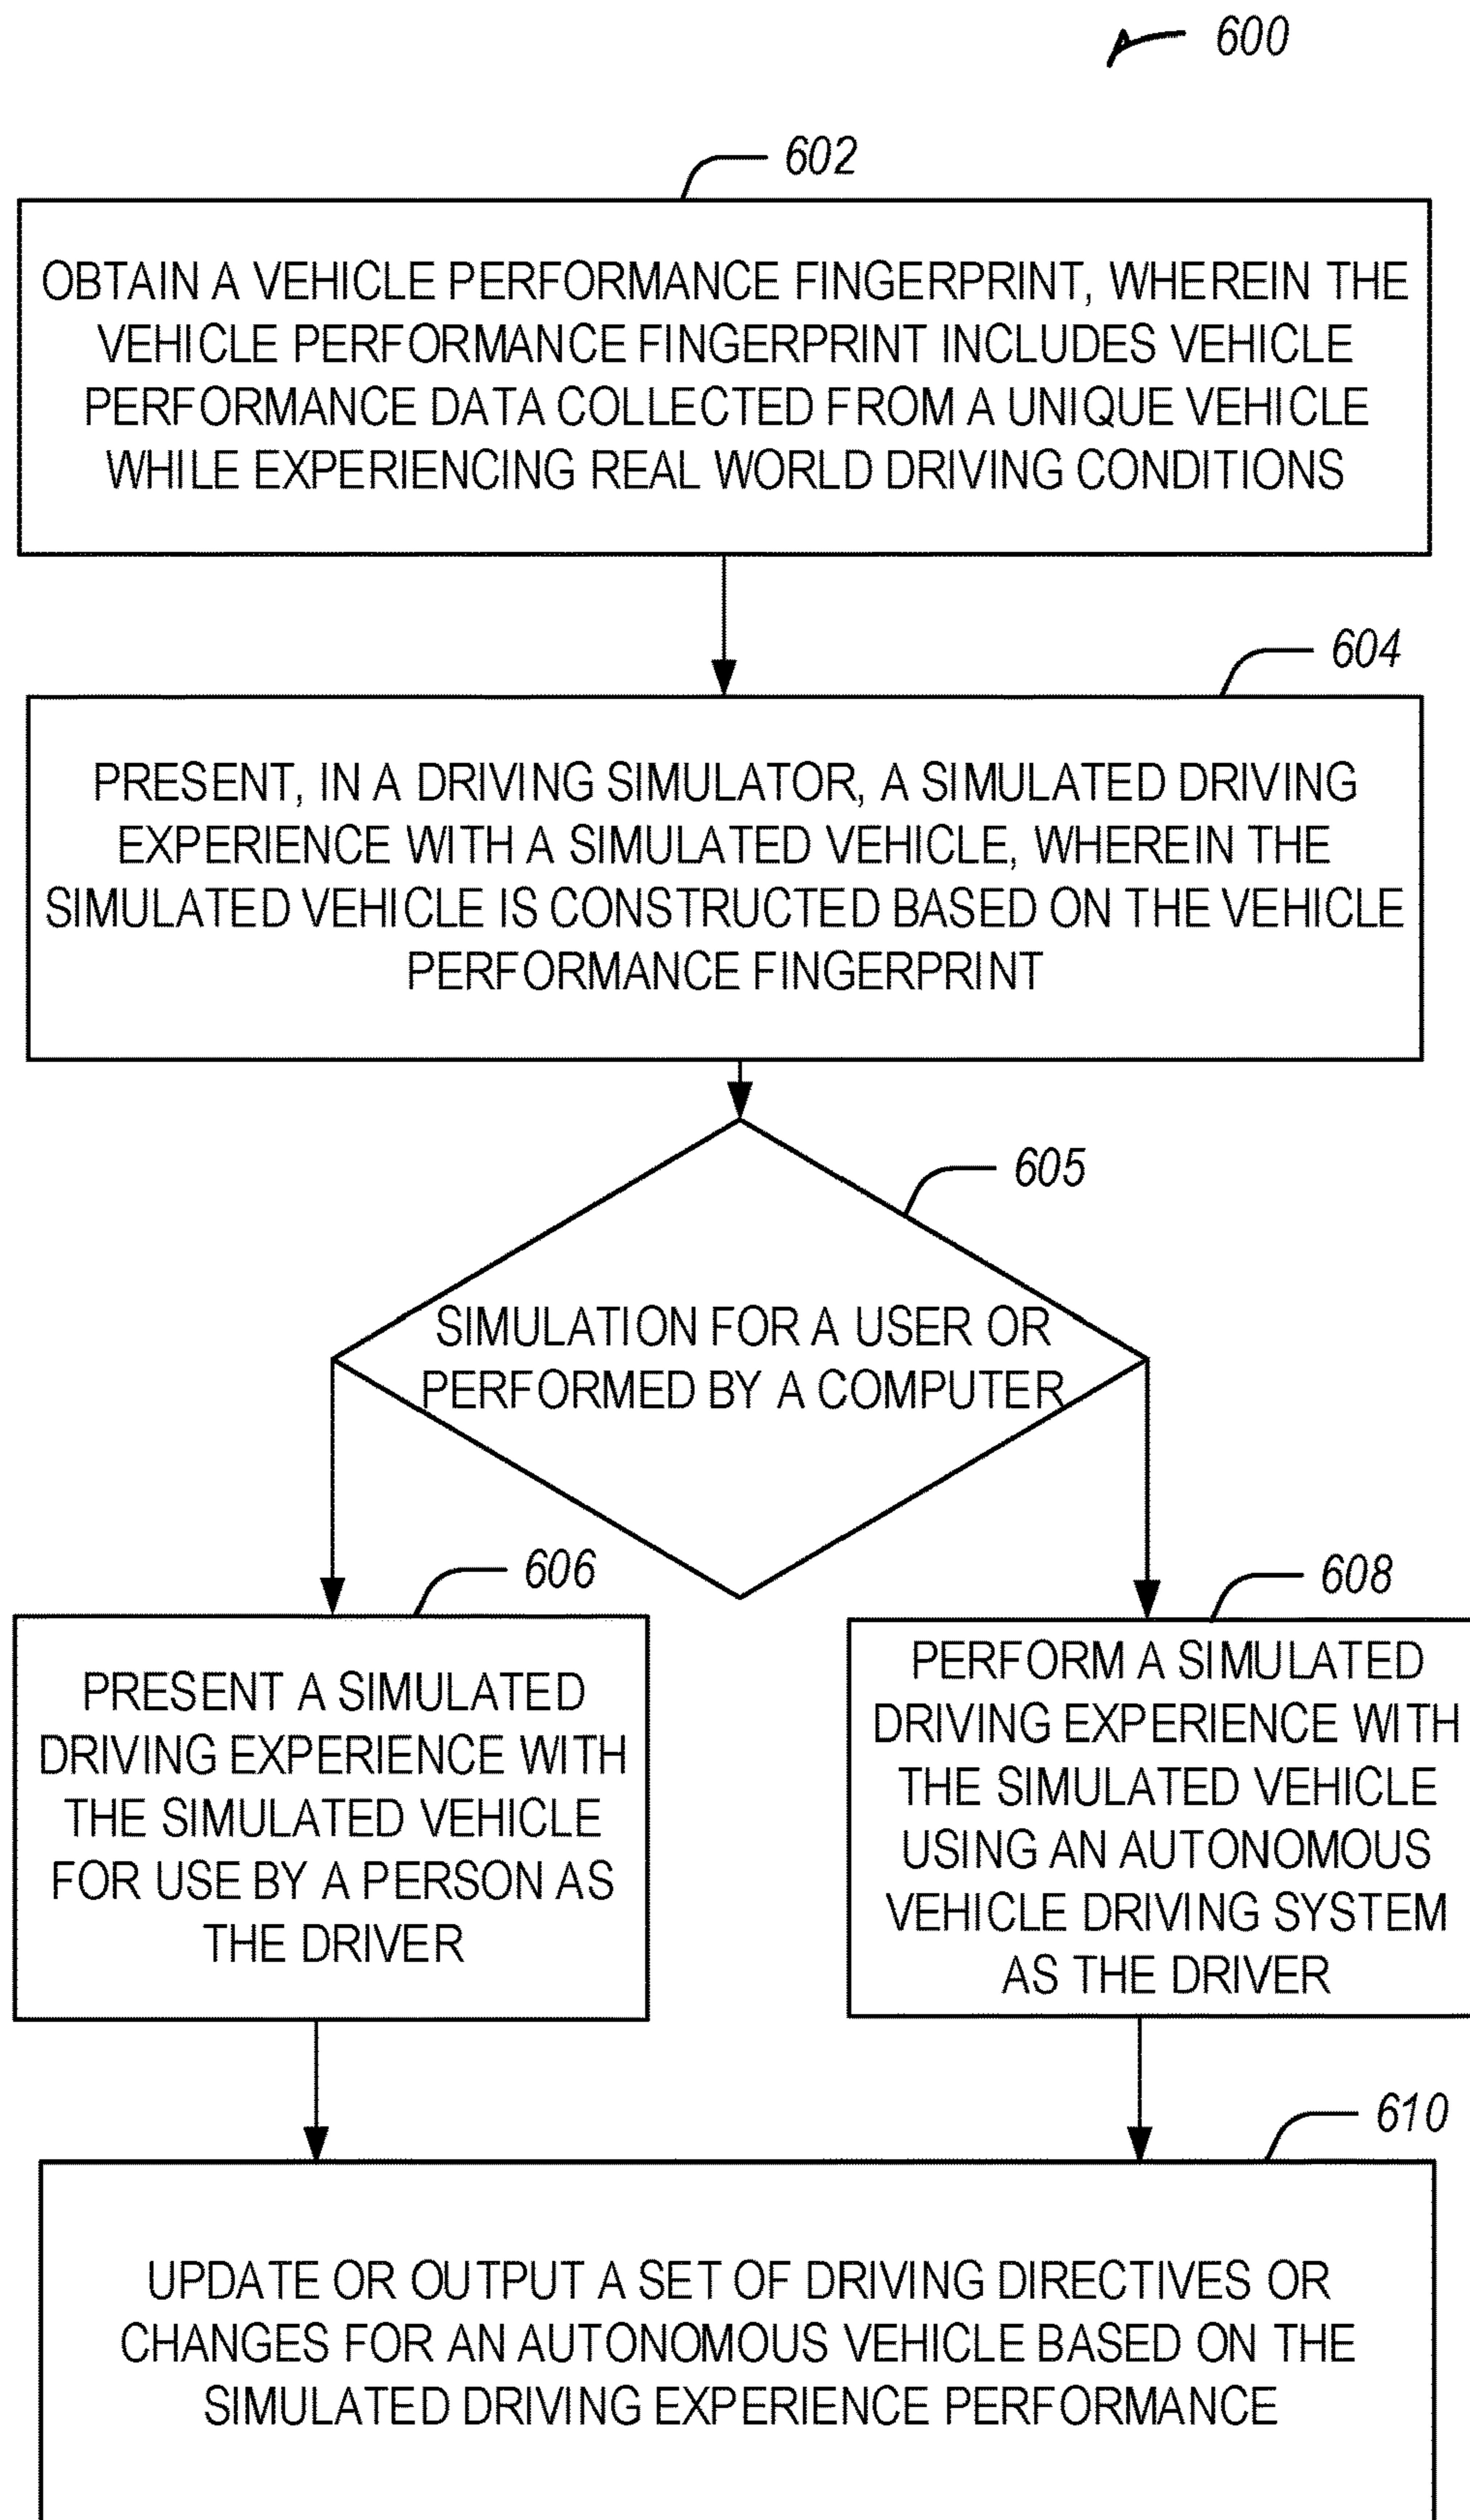 600
602
OBTAIN A VEHICLE PERFORMANCE FINGERPRINT, WHEREIN THE
VEHICLE PERFORMANCE FINGERPRINT INCLUDES VEHICLE
PERFORMANCE DATA COLLECTED FROM A UNIQUE VEHICLE
WHILE EXPERIENCING REAL WORLD DRIVING CONDITIONS
604
PRESENT, IN A DRIVING SIMULATOR, A SIMULATED DRIVING
EXPERIENCE WITH A SIMULATED VEHICLE, WHEREIN THE
SIMULATED VEHICLE IS CONSTRUCTED BASED ON THE VEHICLE
PERFORMANCE FINGERPRINT
605
SIMULATION FOR A USER OR
PERFORMED BY A COMPUTER
606
PRESENT A SIMULATED
DRIVING EXPERIENCE WITH
THE SIMULATED VEHICLE
FOR USE BY A PERSON AS
THE DRIVER
608
PERFORM A SIMULATED
DRIVING EXPERIENCE WITH
THE SIMULATED VEHICLE
USING AN AUTONOMOUS
VEHICLE DRIVING SYSTEM
AS THE DRIVER
610
UPDATE OR OUTPUT A SET OF DRIVING DIRECTIVES OR
CHANGES FOR AN AUTONOMOUS VEHICLE BASED ON THE
SIMULATED DRIVING EXPERIENCE PERFORMANCE